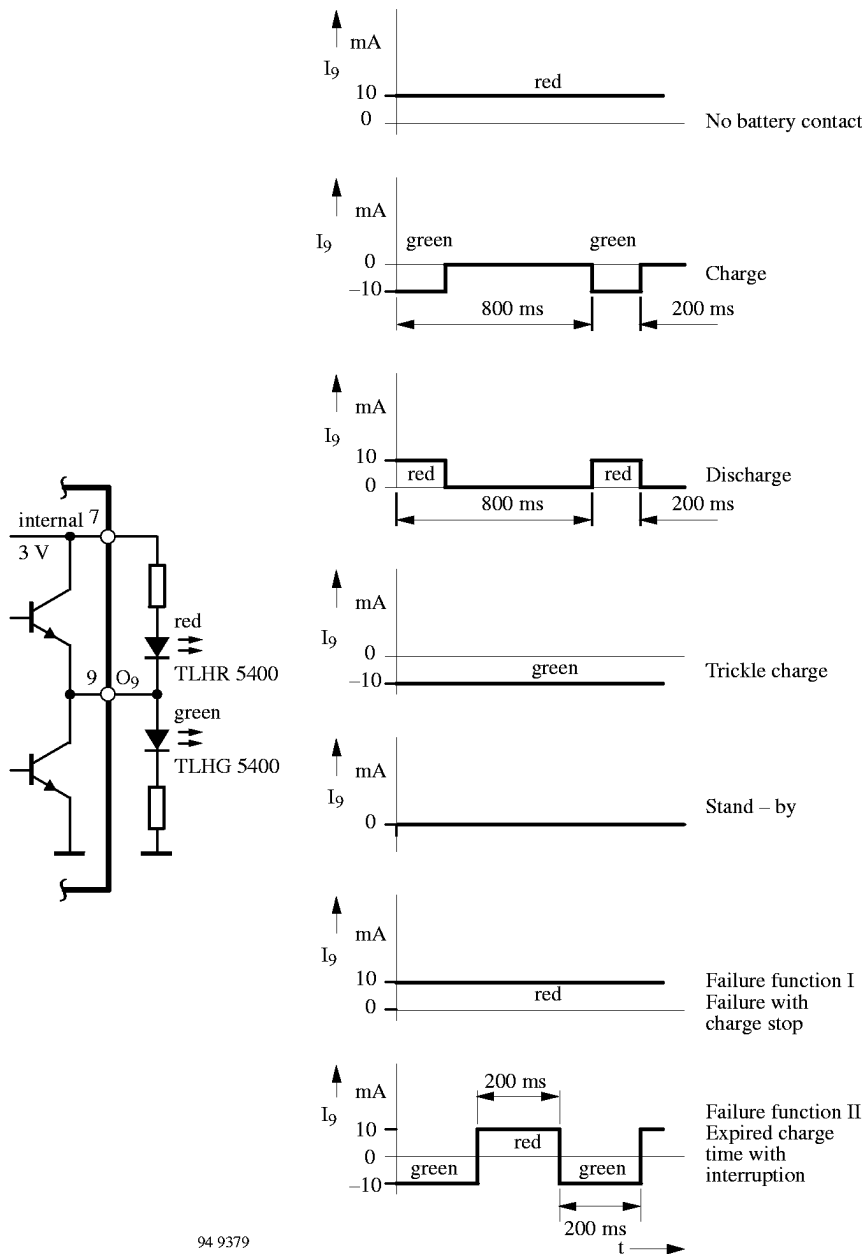 mA
I9
10
red
0
No battery contact
mA
I9
green
green
0
Charge
–10
800 ms
200 ms
mA
I9
10
red
red
Discharge
0
800 ms
200 ms
internal 7
3 V
red
TLHR 5400
9 O9
green
TLHG 5400
mA
I9
0
green
Trickle charge
–10
mA
I9
0
Stand – by
mA
I9
10
red
0
Failure function I
Failure with
charge stop
mA
I9
200 ms
10
red
0
green
green
–10
200 ms
Failure function II
Expired charge
time with
interruption
94 9379
t